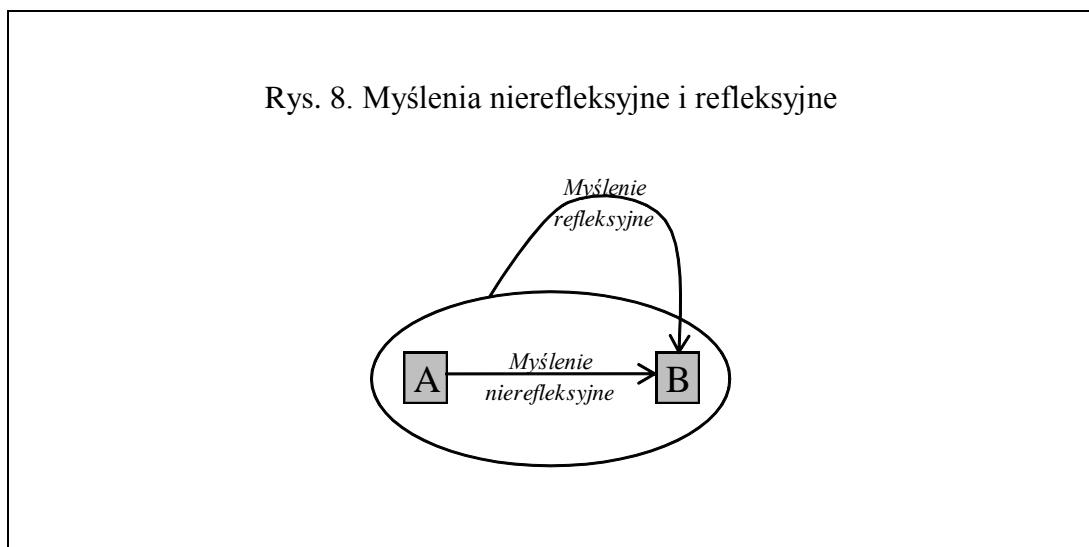 Rys. 8. Myślenia nierefleksyjne i refleksyjne
Myślenie
refleksyjne
A
Myślenie
nierefleksyjne
B